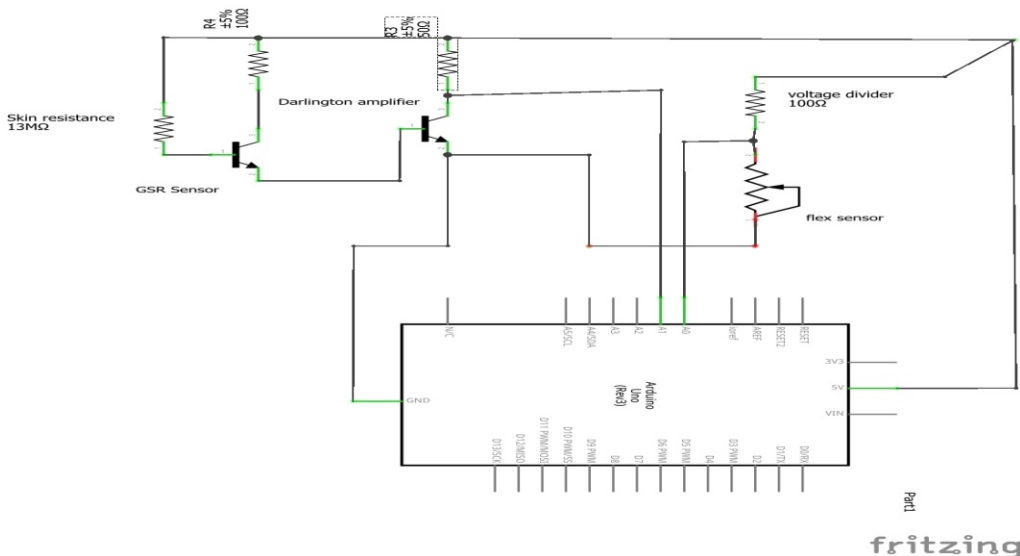 R4
±5%
100Ω
R3
±5%
50Ω
Darlington amplifier
voltage divider
100Ω
Skin resistance
13MΩ
GSR Sensor
flex sensor
N/C
A5/SCL
A4/SDA
A3
A2
A1
A0
ioref
AREF
RESET2
RESET
3V3
5V
VIN
GND
Arduino
Uno
(Rev3)
D13/SCK
D12/MISO
D11 PWM/MOSI
D10 PWM/SS
D9 PWM
D8
D7
D6 PWM
D5 PWM
D4
D3 PWM
D2
D1/TX
D0/RX
Part1
fritzing